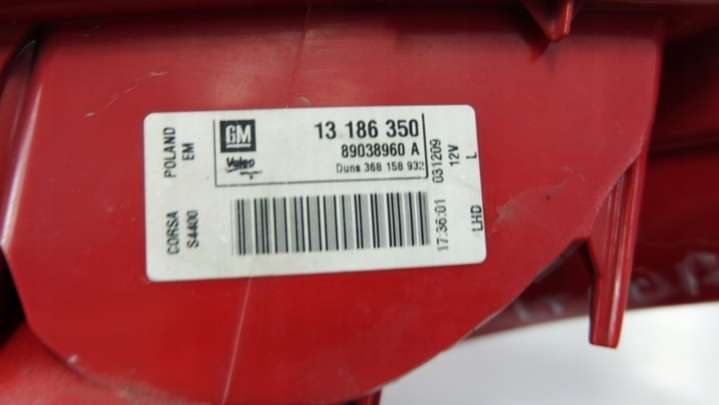 POLAND
EM
CORSA
S4400
GM
Valeo
13 186 350
89038960 A
Duns 368 158 932
031209
12V
L
17:36:01
LHD